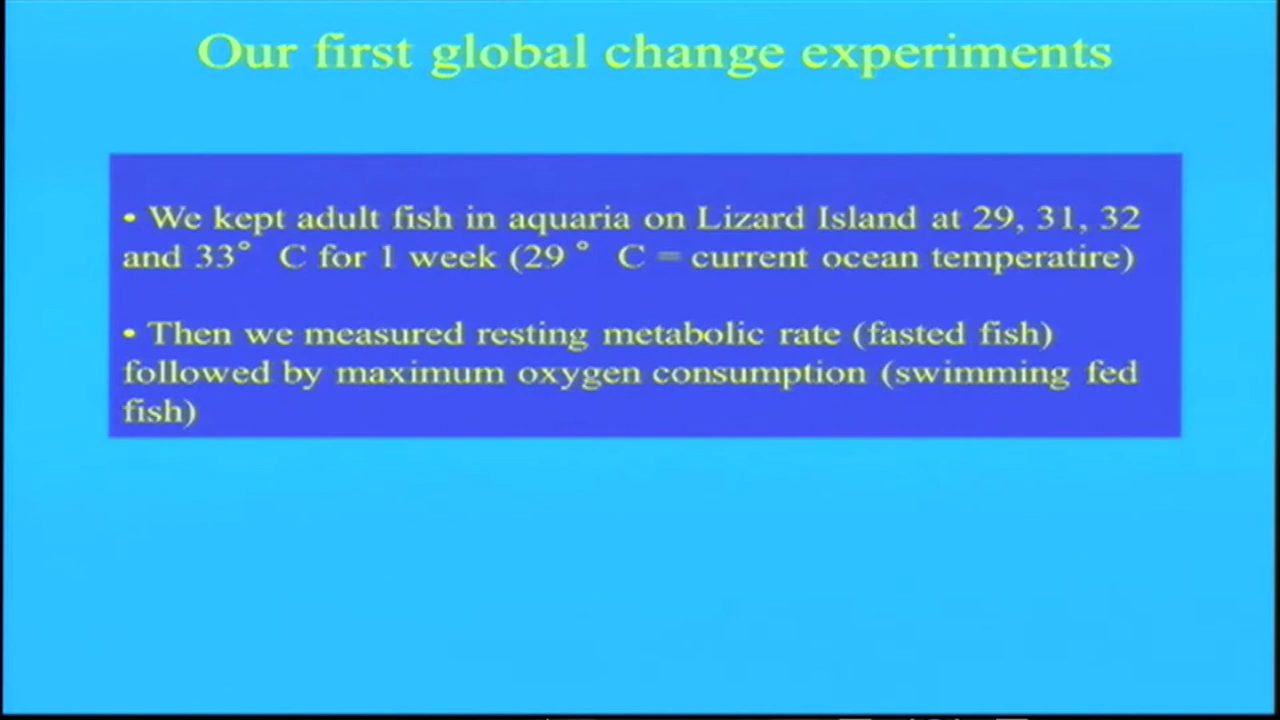 Our first global change experiments
• We kept adult fish in aquaria on Lizard Island at 29, 31, 32
and 33° C for 1 week (29 ° C = current ocean temperatire)
• Then we measured resting metabolic rate (fasted fish)
followed by maximum oxygen consumption (swimming fed
fish)